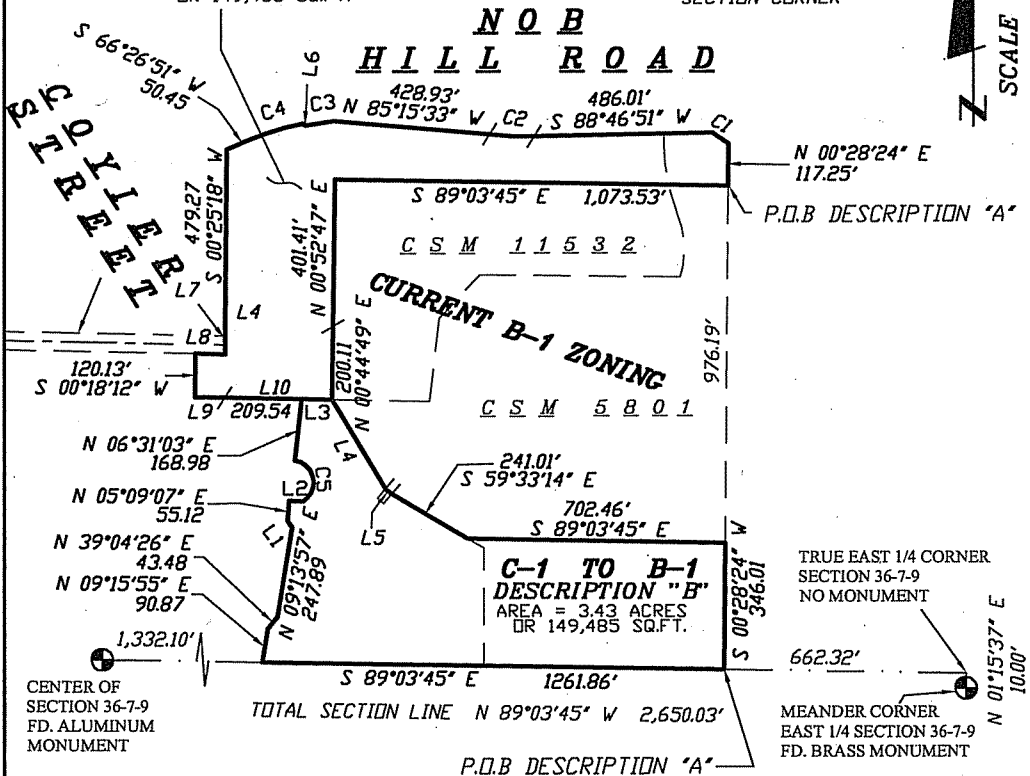 SECTION CORNER
NOB
HILL ROAD
SCALE
S 66°26'51" W
50.45
C4
C3
L6
428.93'
N 85°15'33" W
C2
486.01'
S 88°46'51" W
C1
N 00°28'24" E
117.25'
COYIER
STREET
479.27
S 00°25'18" W
S 89°03'45" E 1,073.53'
P.O.B DESCRIPTION "A"
401.41'
N 00°52'47" E
CSM 11532
L7
L4
L8
CURRENT B-1 ZONING
200.11
N 00°44'49" E
976.19'
120.13'
S 00°18'12" W
L10
L9
209.54
L3
CSM 5801
N 06°31'03" E
168.98
L4
241.01'
S 59°33'14" E
C5
L2
N 05°09'07" E
55.12
L1
L5
702.46'
S 89°03'45" E
N 39°04'26" E
43.48
N 09°13'57" E
247.89
C-1 TO B-1
DESCRIPTION "B"
AREA = 3.43 ACRES
OR 149,485 SQ.FT.
S 00°28'24" W
346.01
TRUE EAST 1/4 CORNER
SECTION 36-7-9
NO MONUMENT
N 09°15'55" E
90.87
1,332.10'
662.32'
N 01°15'37" E
10.00'
CENTER OF
SECTION 36-7-9
FD. ALUMINUM
MONUMENT
S 89°03'45" E 1261.86'
TOTAL SECTION LINE N 89°03'45" W 2,650.03'
MEANDER CORNER
EAST 1/4 SECTION 36-7-9
FD. BRASS MONUMENT
P.O.B DESCRIPTION "A"